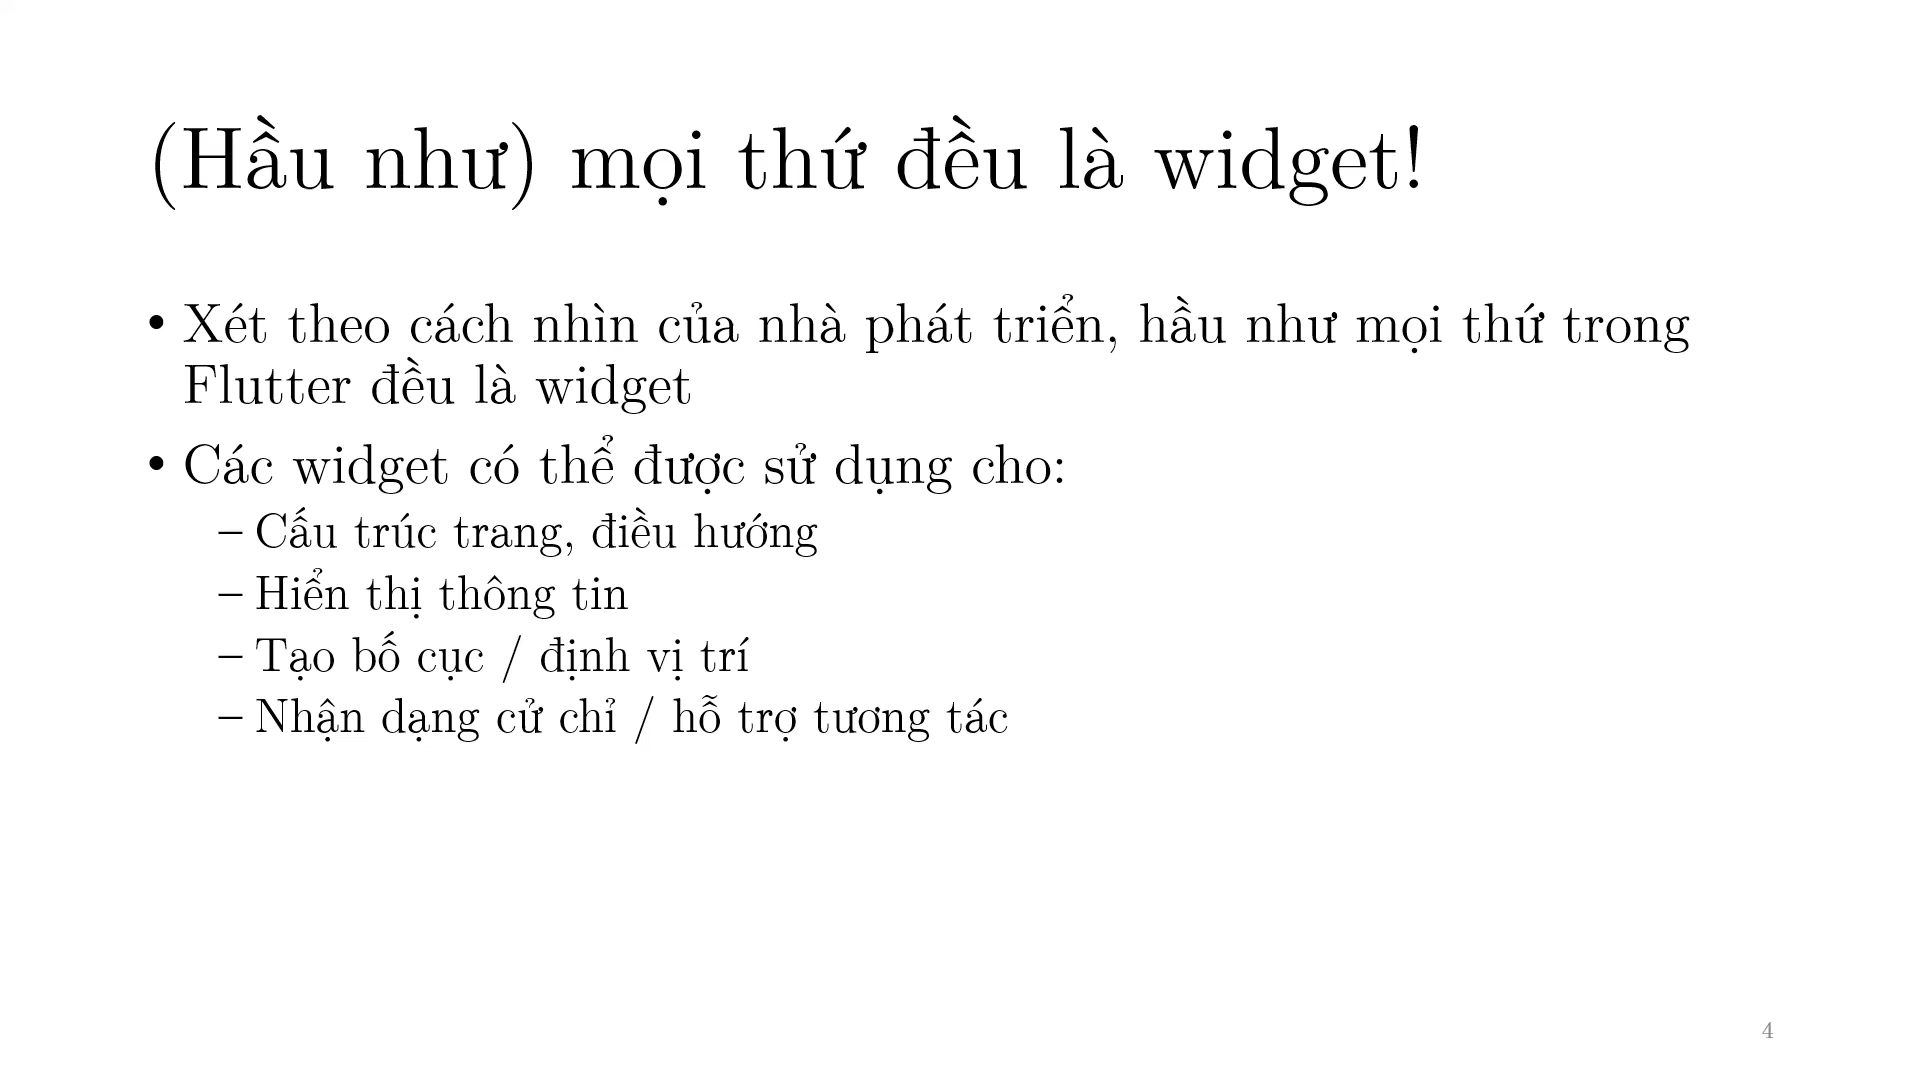 (Hầu như) mọi thứ đều là widget!
• Xét theo cách nhìn của nhà phát triển, hầu như mọi thứ trong
Flutter đều là widget
• Các widget có thể được sử dụng cho:
– Cấu trúc trang, điều hướng
– Hiển thị thông tin
– Tạo bố cục / định vị trí
– Nhận dạng cử chỉ / hỗ trợ tương tác
4